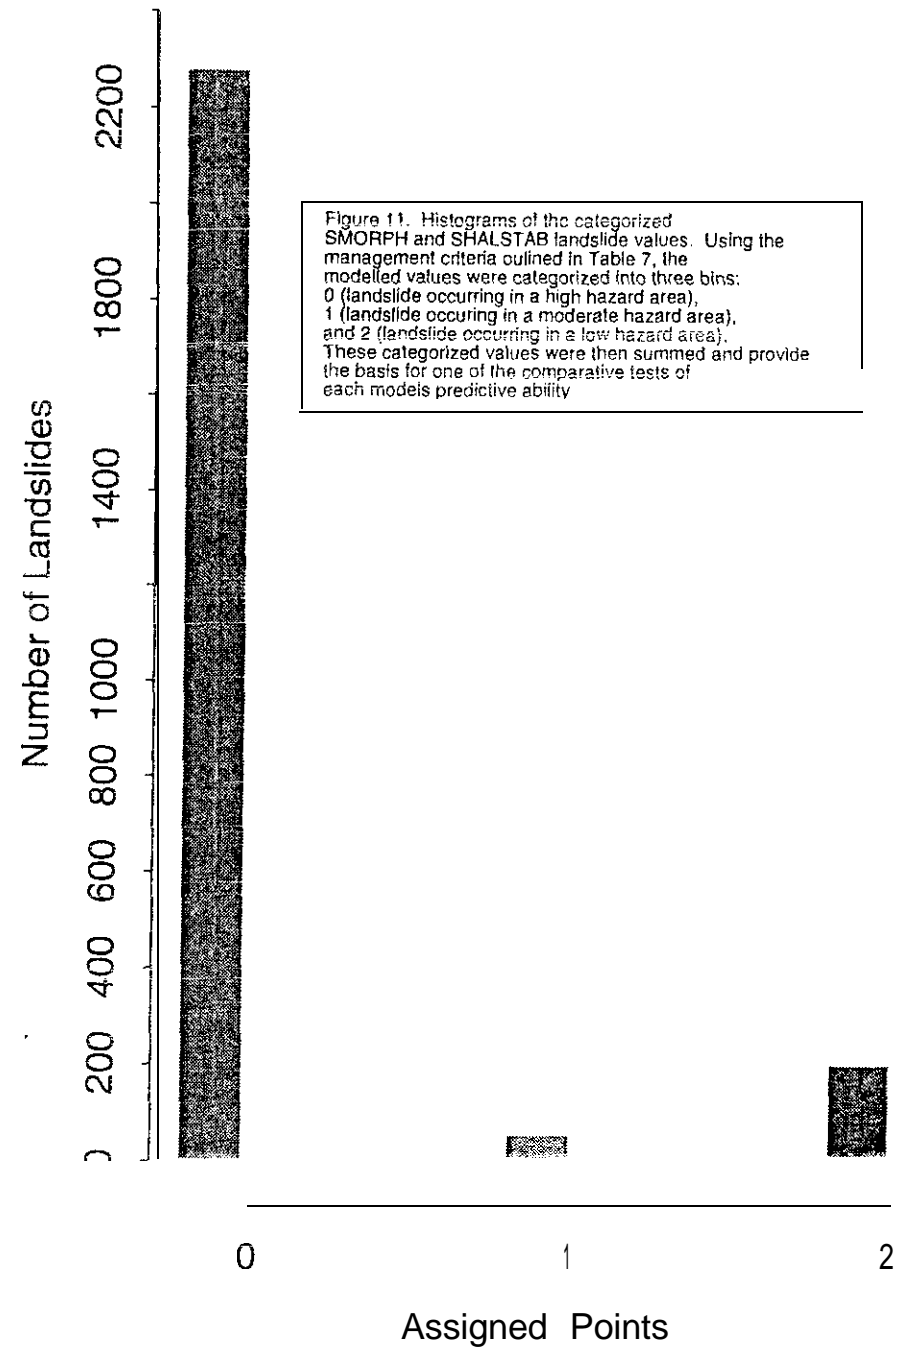 2200
1800
1400
1000
800
600
400
200
0
Number of Landslides
Figure 11. Histograms of the categorized
SMORPH and SHALSTAB landslide values. Using the
management criteria oulined in Table 7, the
modelled values were categorized into three bins:
0 (landslide occurring in a high hazard area),
1 (landslide occuring in a moderate hazard area),
and 2 (landslide occurring in a low hazard area).
These categorized values were then summed and provide
the basis for one of the comparative tests of
each models predictive ability
0 1 2
Assigned Points